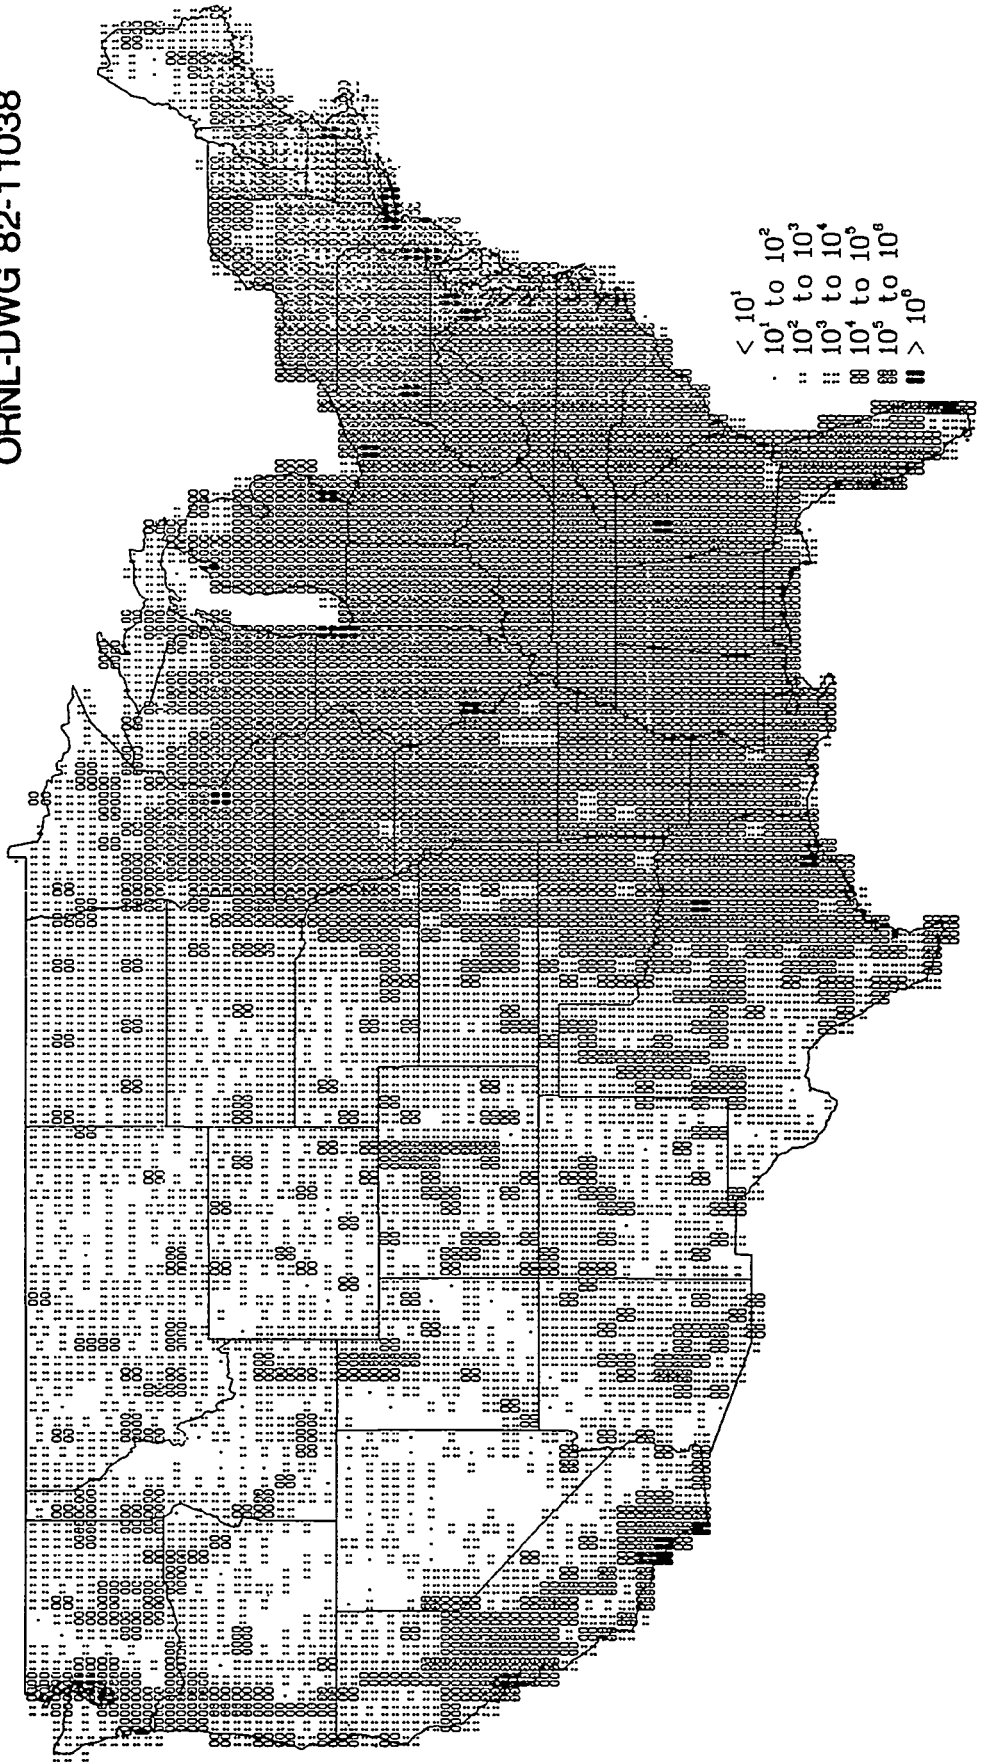 ORNL-DWG 82-11038
< 10¹
10¹ to 10²
10² to 10³
10³ to 10⁴
10⁴ to 10⁵
10⁵ to 10⁶
> 10⁶